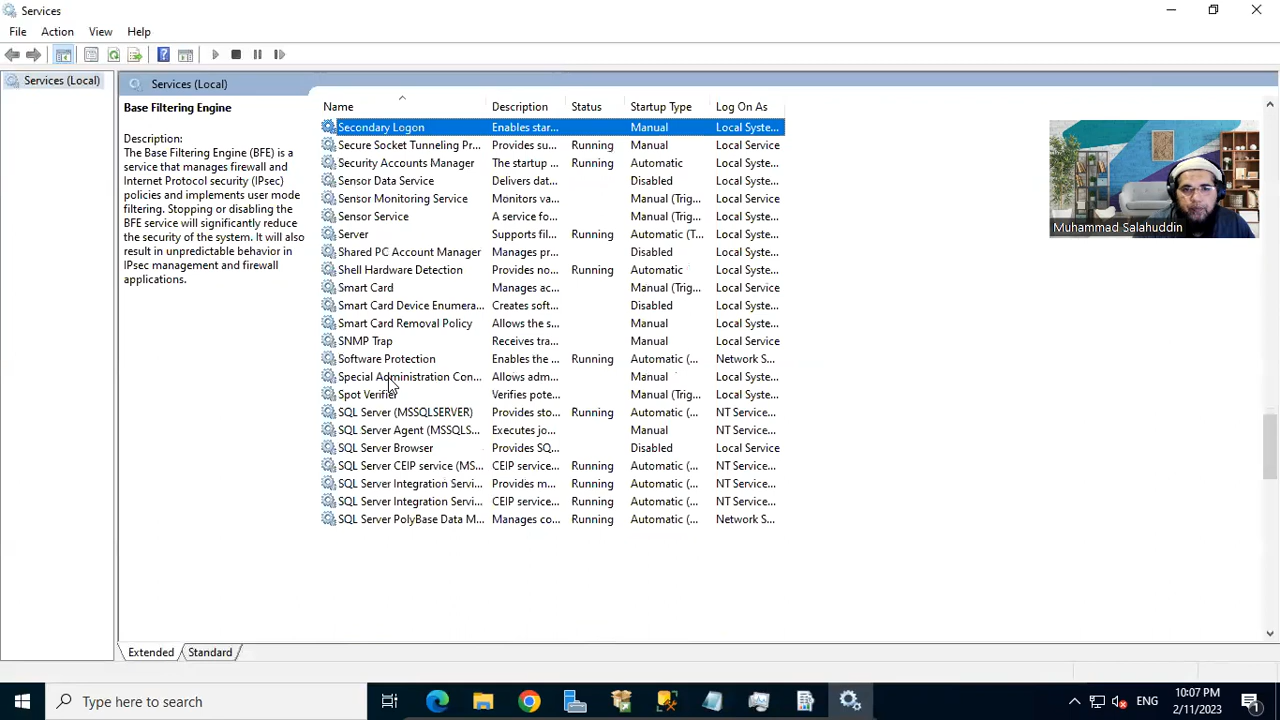 Services
File Action View Help
Services (Local)
Services (Local)
Base Filtering Engine
Description:
The Base Filtering Engine (BFE) is a
service that manages firewall and
Internet Protocol security (IPsec)
policies and implements user mode
filtering. Stopping or disabling the
BFE service will significantly reduce
the security of the system. It will also
result in unpredictable behavior in
IPsec management and firewall
applications.
Name Description Status Startup Type Log On As
Secondary Logon Enables star... Manual Local Syste...
Secure Socket Tunneling Pr... Provides su... Running Manual Local Service
Security Accounts Manager The startup ... Running Automatic Local Syste...
Sensor Data Service Delivers dat... Disabled Local Syste...
Sensor Monitoring Service Monitors va... Manual (Trig... Local Service
Sensor Service A service fo... Manual (Trig... Local Syste...
Server Supports fil... Running Automatic (T... Local Syste...
Shared PC Account Manager Manages pr... Disabled Local Syste...
Shell Hardware Detection Provides no... Running Automatic Local Syste...
Smart Card Manages ac... Manual (Trig... Local Service
Smart Card Device Enumera... Creates soft... Disabled Local Syste...
Smart Card Removal Policy Allows the s... Manual Local Syste...
SNMP Trap Receives tra... Manual Local Service
Software Protection Enables the ... Running Automatic (... Network S...
Special Administration Con... Allows adm... Manual Local Syste...
Spot Verifier Verifies pote... Manual (Trig... Local Syste...
SQL Server (MSSQLSERVER) Provides sto... Running Automatic (... NT Service...
SQL Server Agent (MSSQLS... Executes jo... Manual NT Service...
SQL Server Browser Provides SQ... Disabled Local Service
SQL Server CEIP service (MS... CEIP service... Running Automatic (... NT Service...
SQL Server Integration Servi... Provides m... Running Automatic (... NT Service...
SQL Server Integration Servi... CEIP service... Running Automatic (... NT Service...
SQL Server PolyBase Data M... Manages co... Running Automatic (... Network S...
Muhammad Salahuddin
Extended Standard
Type here to search
ENG
10:07 PM
2/11/2023
1